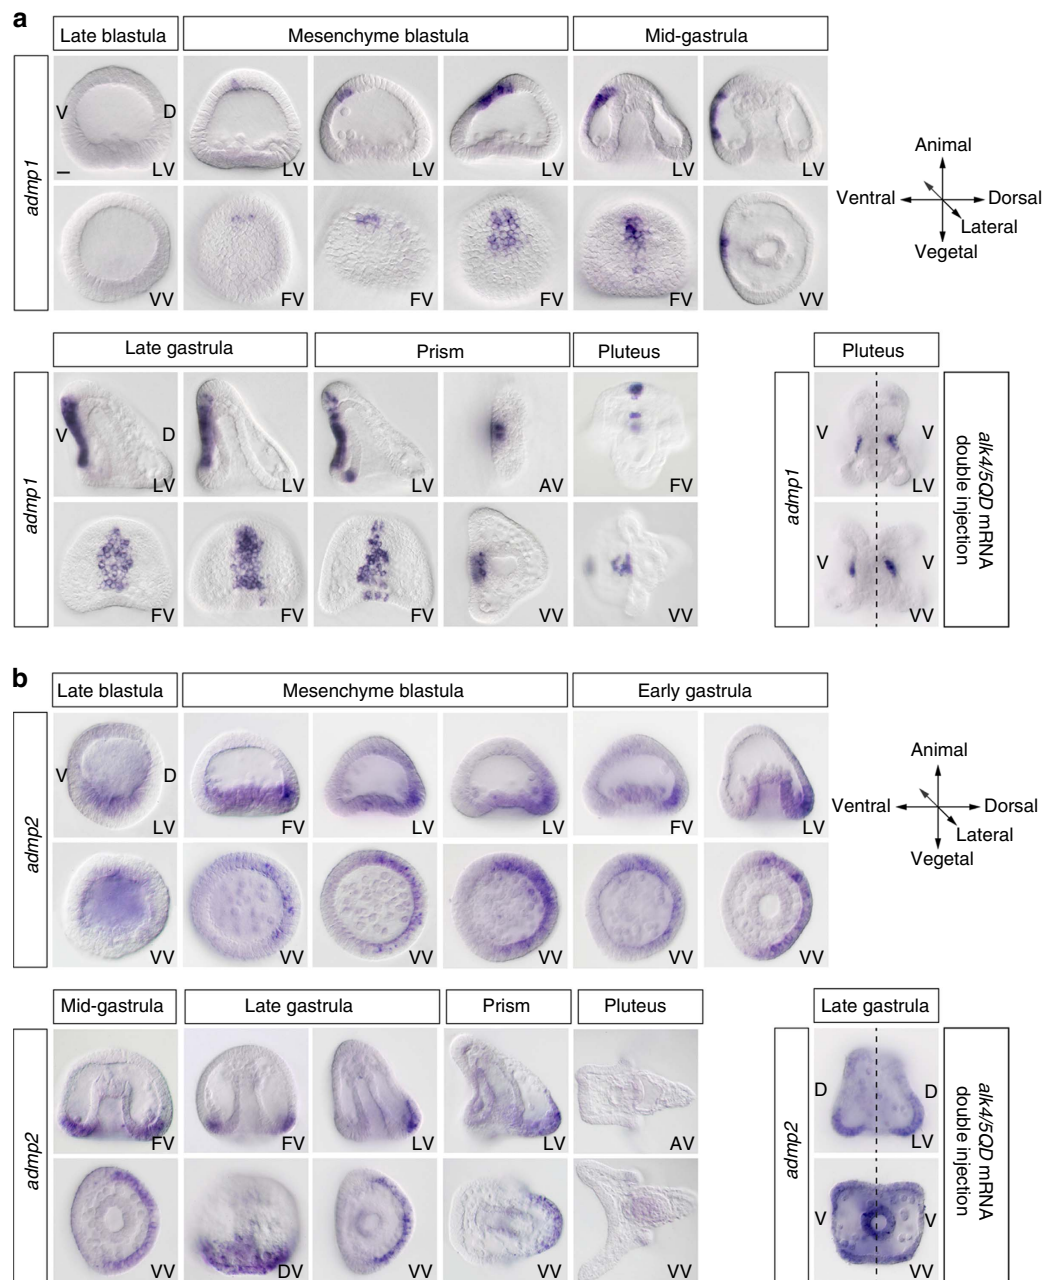 a
Late blastula Mesenchyme blastula Mid-gastrula
admp1
V D LV LV LV LV LV LV
VV FV FV FV FV VV
Animal
Ventral Dorsal
Lateral
Vegetal
Late gastrula Prism Pluteus
admp1
V D LV LV LV AV FV
FV FV FV VV VV
Pluteus
admp1
V V LV
V V VV
alk4/5QD mRNA
double injection
b
Late blastula Mesenchyme blastula Early gastrula
admp2
V D LV FV LV LV FV LV
VV VV VV VV VV VV
Animal
Ventral Dorsal
Lateral
Vegetal
Mid-gastrula Late gastrula Prism Pluteus
admp2
FV FV LV LV AV
VV DV VV VV VV
Late gastrula
admp2
D D LV
V V VV
alk4/5QD mRNA
double injection